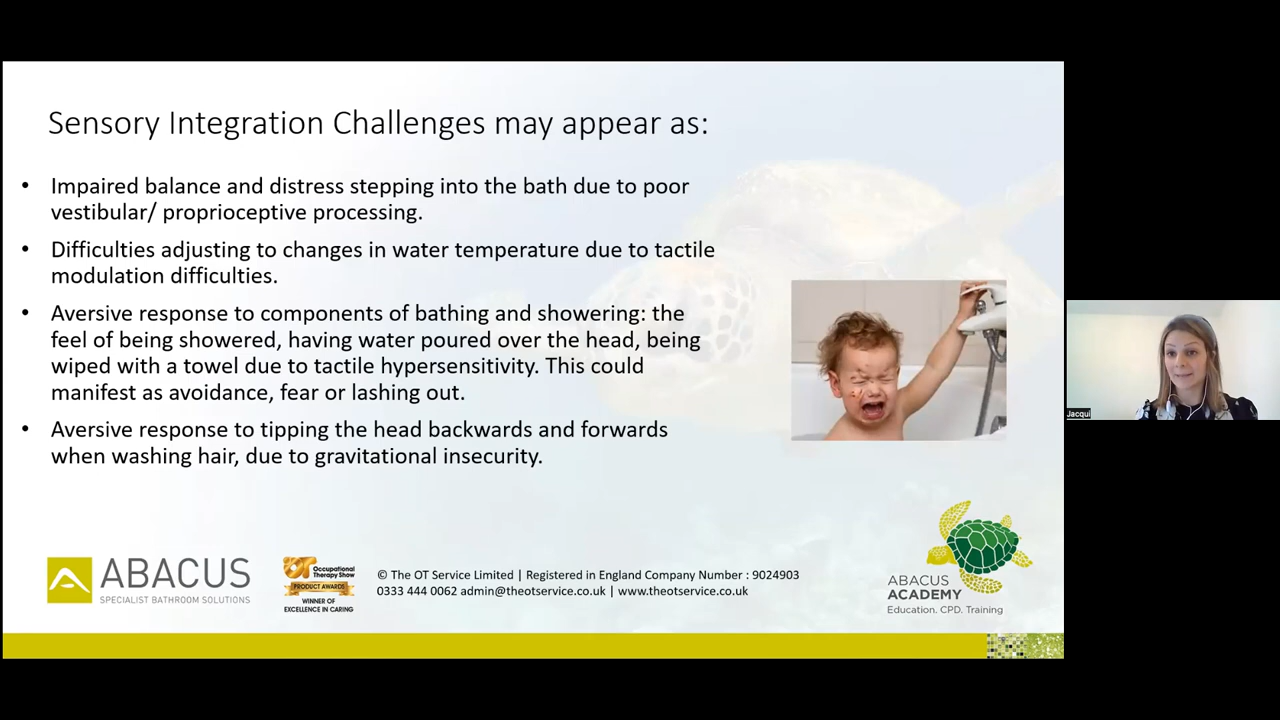 Sensory Integration Challenges may appear as:
• Impaired balance and distress stepping into the bath due to poor
vestibular/ proprioceptive processing.
• Difficulties adjusting to changes in water temperature due to tactile
modulation difficulties.
• Aversive response to components of bathing and showering: the
feel of being showered, having water poured over the head, being
wiped with a towel due to tactile hypersensitivity. This could
manifest as avoidance, fear or lashing out.
• Aversive response to tipping the head backwards and forwards
when washing hair, due to gravitational insecurity.
Jacqui
ABACUS
SPECIALIST BATHROOM SOLUTIONS
OT Occupational
Therapy Show
PRODUCT AWARDS
WINNER OF
EXCELLENCE IN CARING
© The OT Service Limited | Registered in England Company Number : 9024903
0333 444 0062 admin@theotservice.co.uk | www.theotservice.co.uk
ABACUS
ACADEMY
Education. CPD. Training